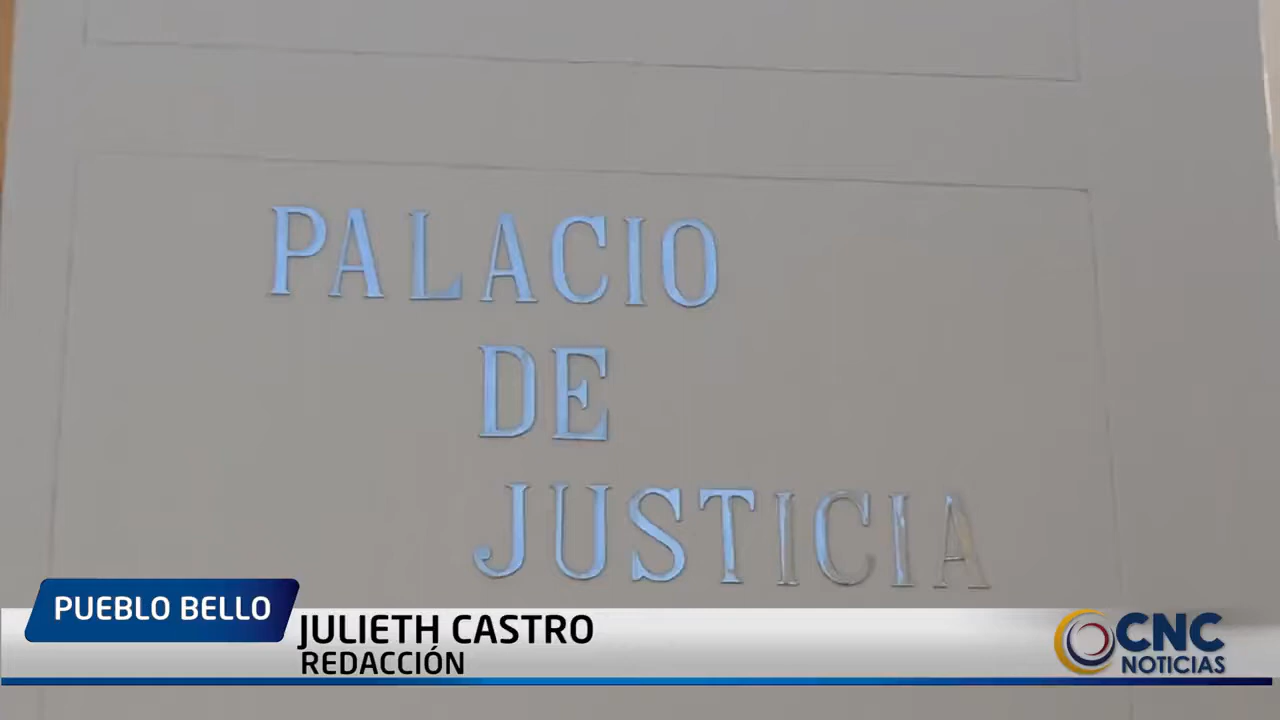 PALACIO
DE
JUSTICIA
PUEBLO BELLO
JULIETH CASTRO
REDACCIÓN
CNC
NOTICIAS